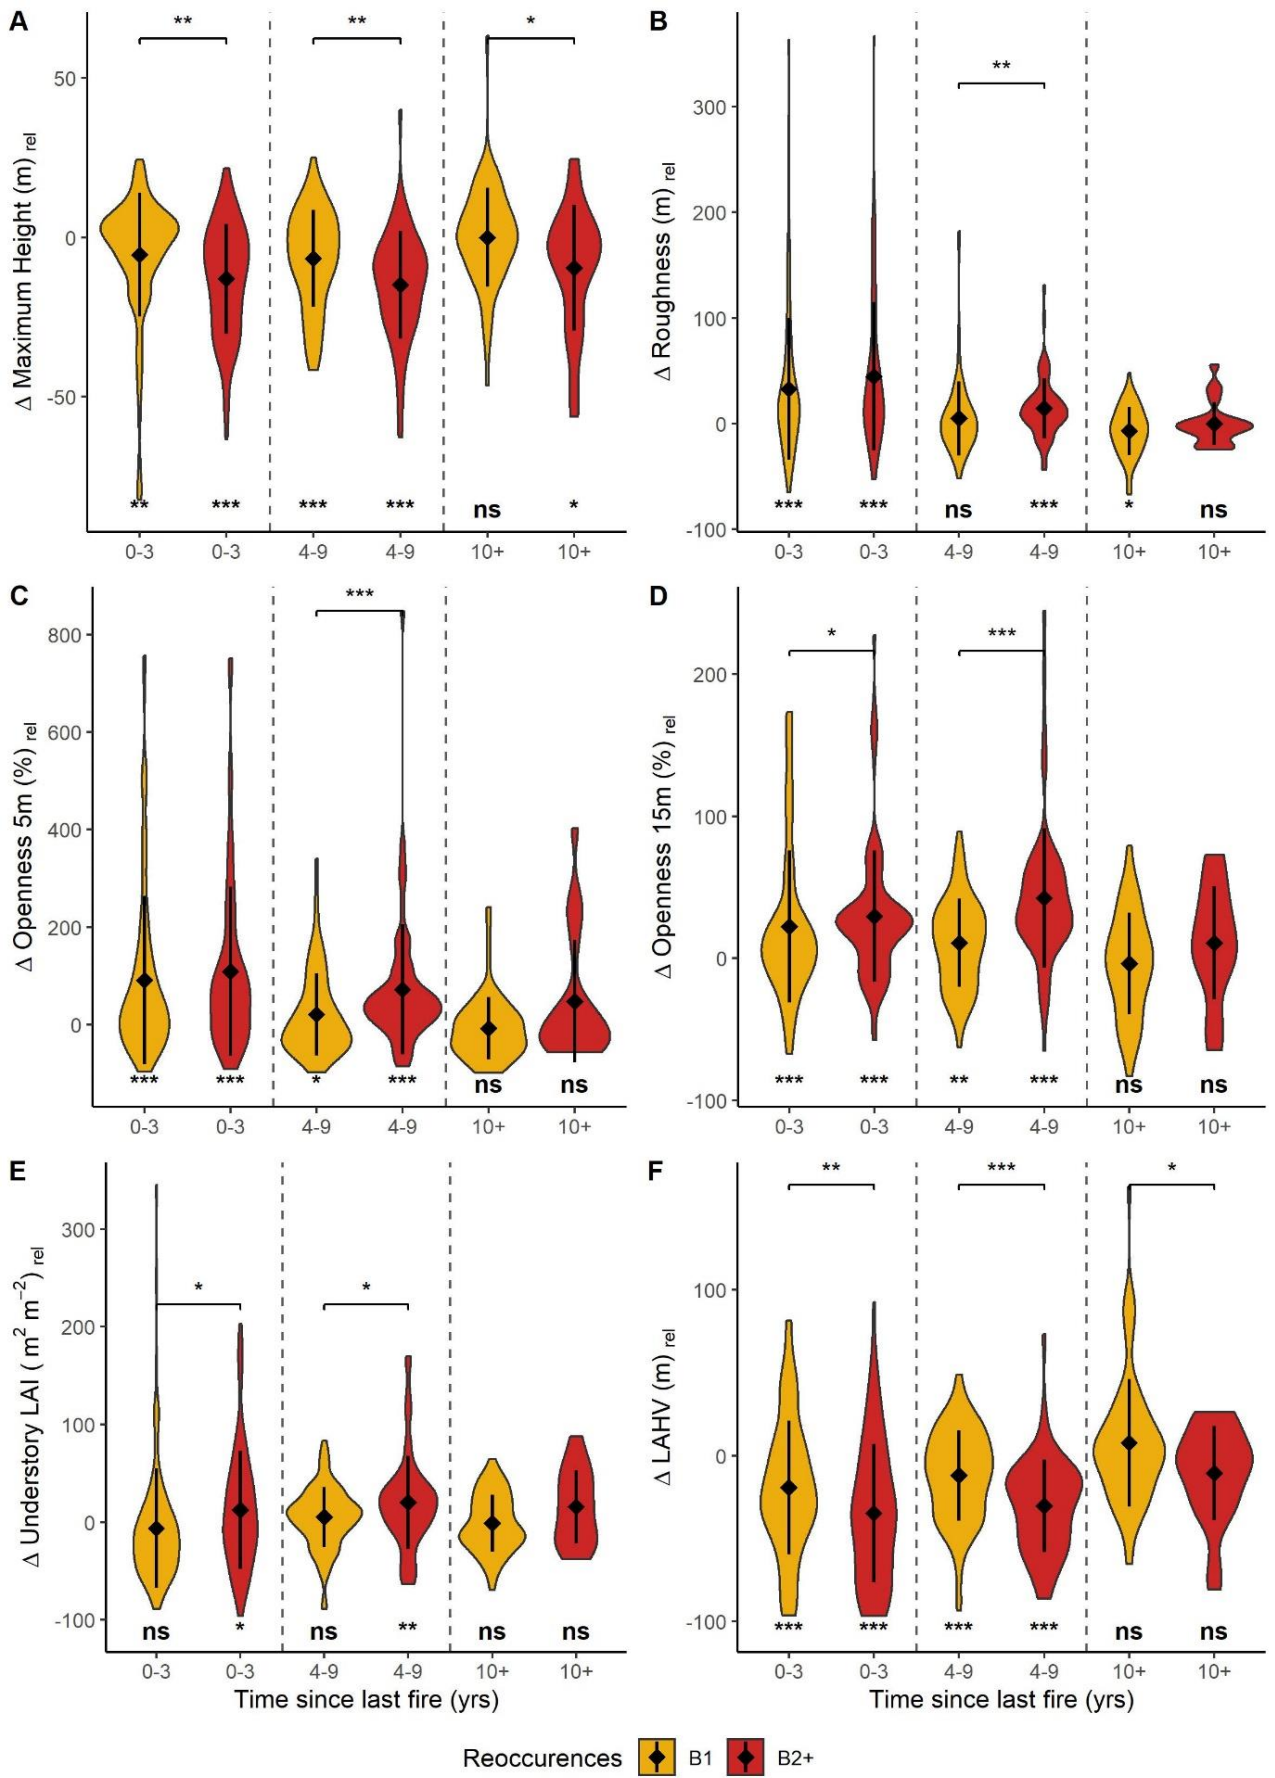 A
Δ Maximum Height (m) rel
50
0
-50
** ** *
** *** *** *** ns *
0-3 0-3 4-9 4-9 10+ 10+
B
Δ Roughness (m) rel
300
200
100
0
-100
**
*** *** ns *** * ns
0-3 0-3 4-9 4-9 10+ 10+
C
Δ Openness 5m (%) rel
800
600
400
200
0
***
*** *** * *** ns ns
0-3 0-3 4-9 4-9 10+ 10+
D
Δ Openness 15m (%) rel
200
100
0
-100
* ***
*** *** ** *** ns ns
0-3 0-3 4-9 4-9 10+ 10+
E
Δ Understory LAI ( m² m⁻²) rel
300
200
100
0
-100
* *
ns * ns ** ns ns
0-3 0-3 4-9 4-9 10+ 10+
Time since last fire (yrs)
F
Δ LAHV (m) rel
100
0
-100
** *** *
*** *** *** *** ns ns
0-3 0-3 4-9 4-9 10+ 10+
Time since last fire (yrs)
Reoccurences B1 B2+